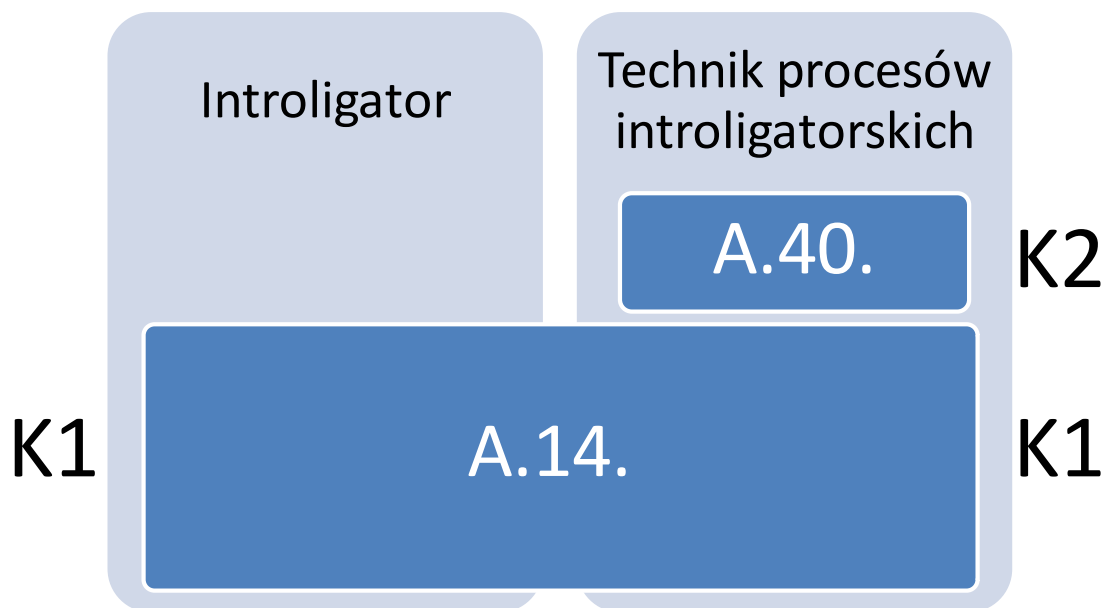 Introligator
Technik procesów
introligatorskich
A.40.
K2
K1
A.14.
K1